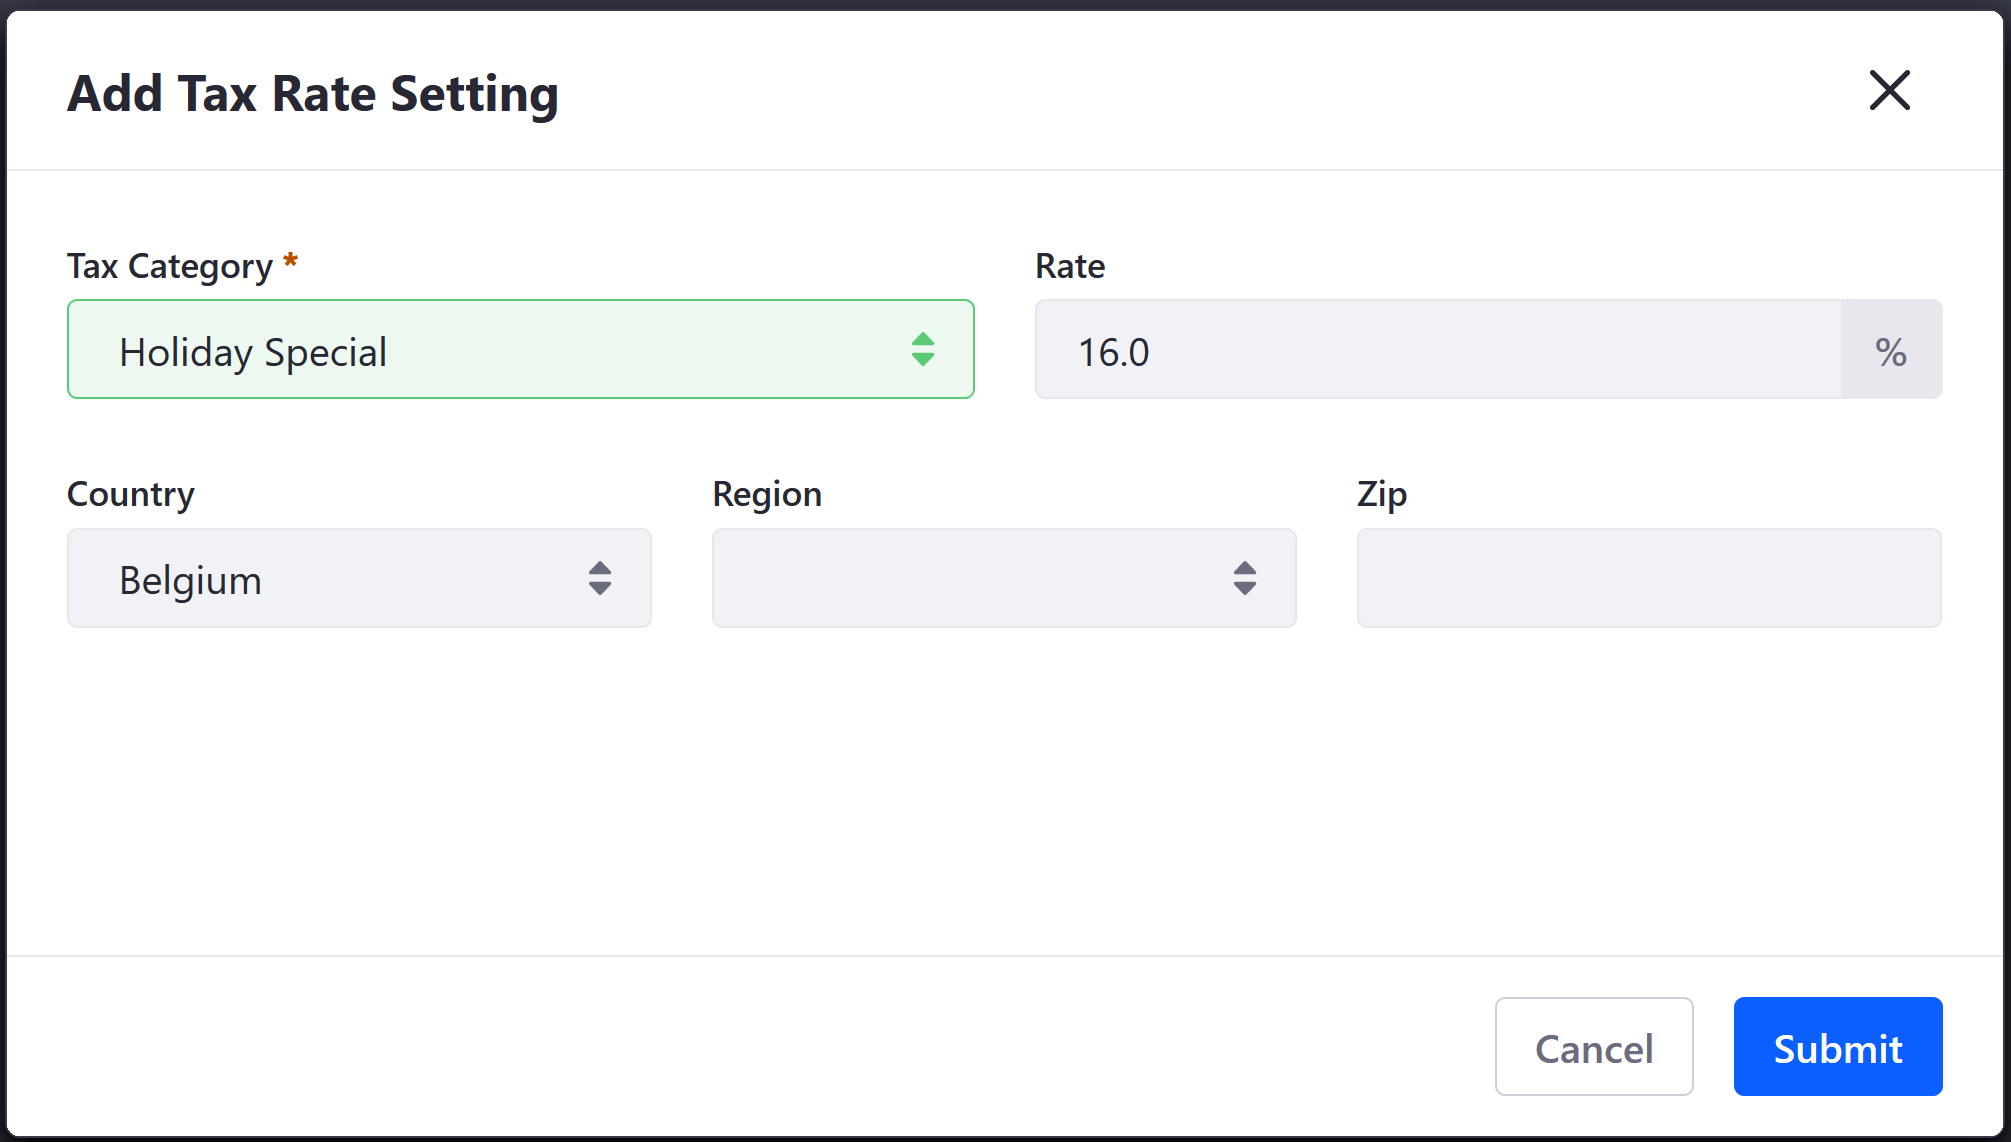 Add Tax Rate Setting
Tax Category *
Rate
Holiday Special
16.0
%
Country
Region
Zip
Belgium
Cancel
Submit